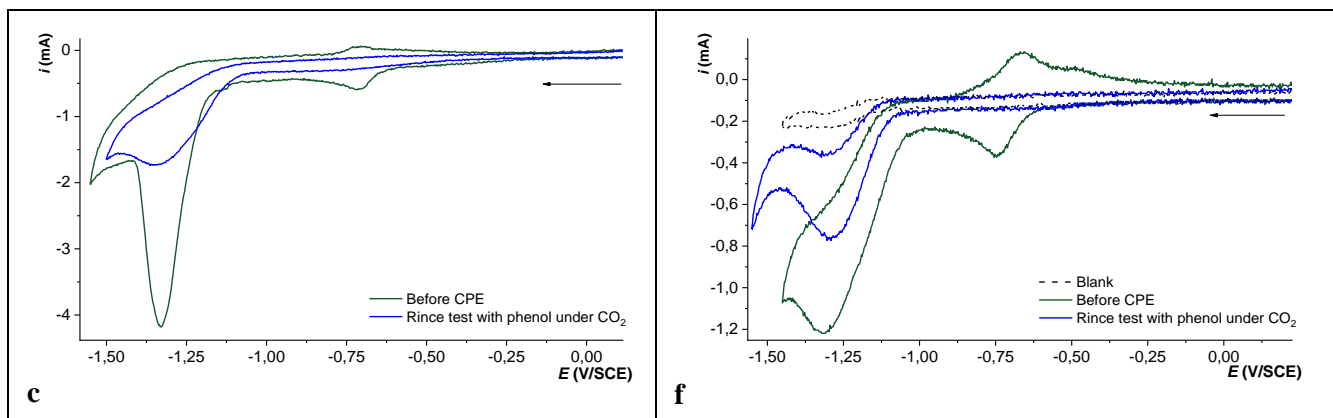 i (mA)
0
-1
-2
-3
-4
-1,50
-1,25
-1,00
-0,75
-0,50
-0,25
0,00
E (V/SCE)
Before CPE
Rince test with phenol under CO₂
c
i (mA)
0,0
-0,2
-0,4
-0,6
-0,8
-1,0
-1,2
-1,50
-1,25
-1,00
-0,75
-0,50
-0,25
0,00
E (V/SCE)
Blank
Before CPE
Rince test with phenol under CO₂
f